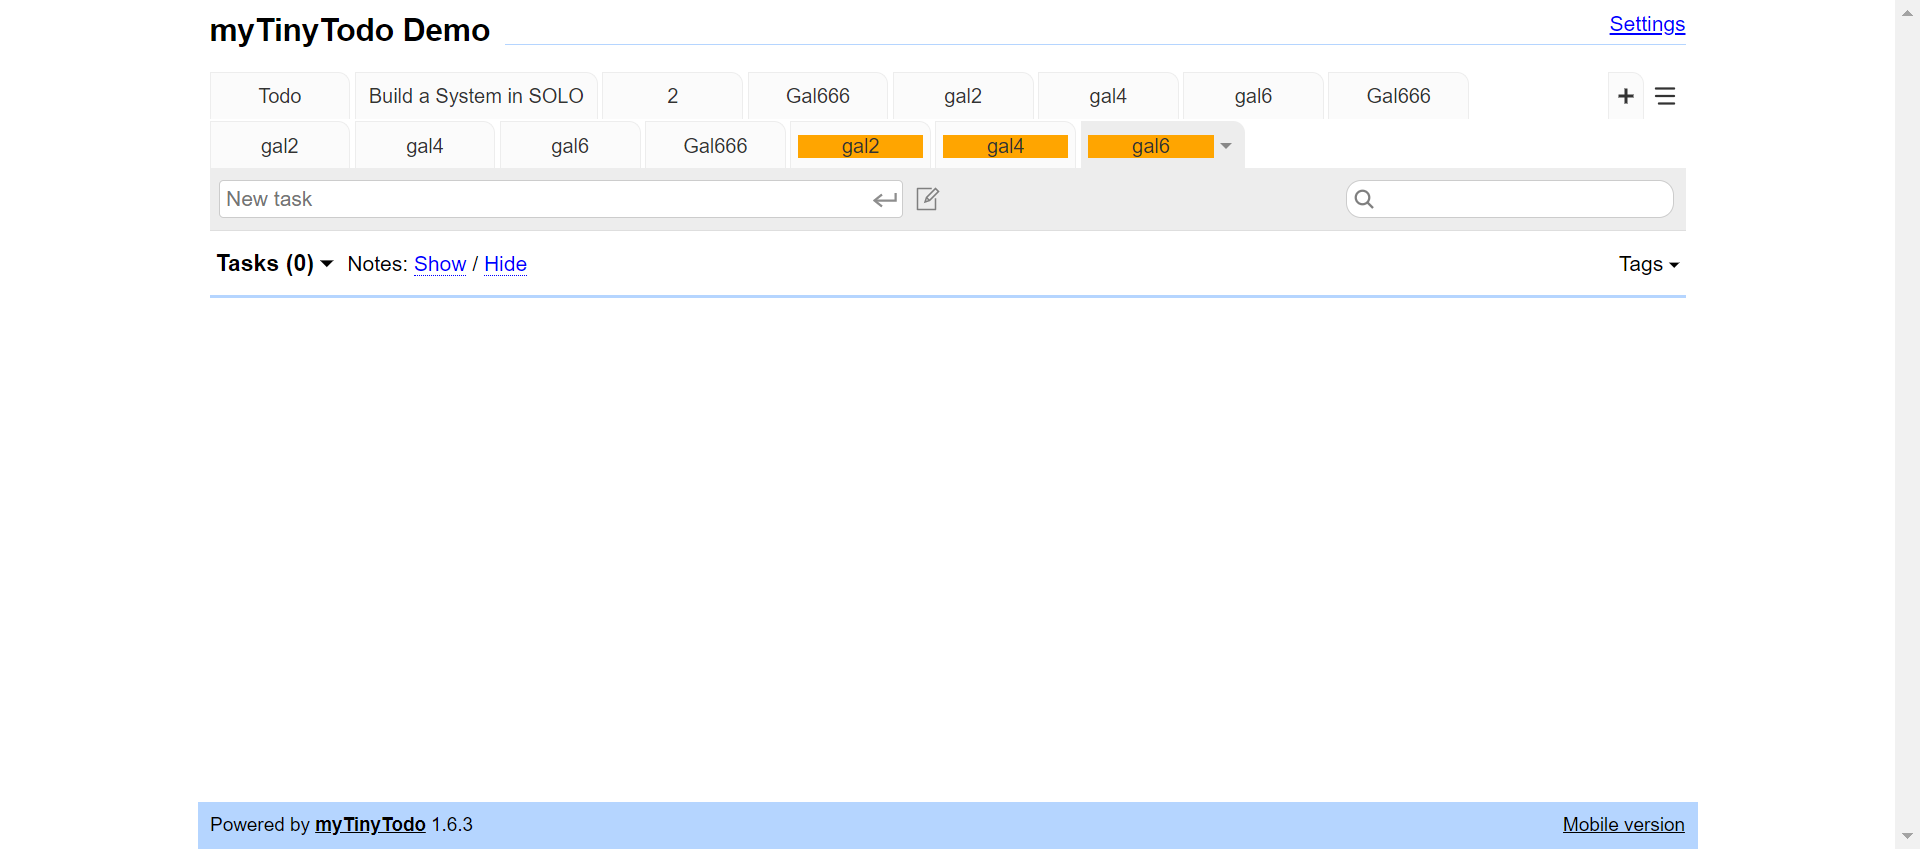 myTinyTodo Demo Settings
Todo Build a System in SOLO 2 Gal666 gal2 gal4 gal6 Gal666 +
gal2 gal4 gal6 Gal666 gal2 gal4 gal6
New task
Tasks (0) Notes: Show / Hide Tags
Powered by myTinyTodo 1.6.3 Mobile version